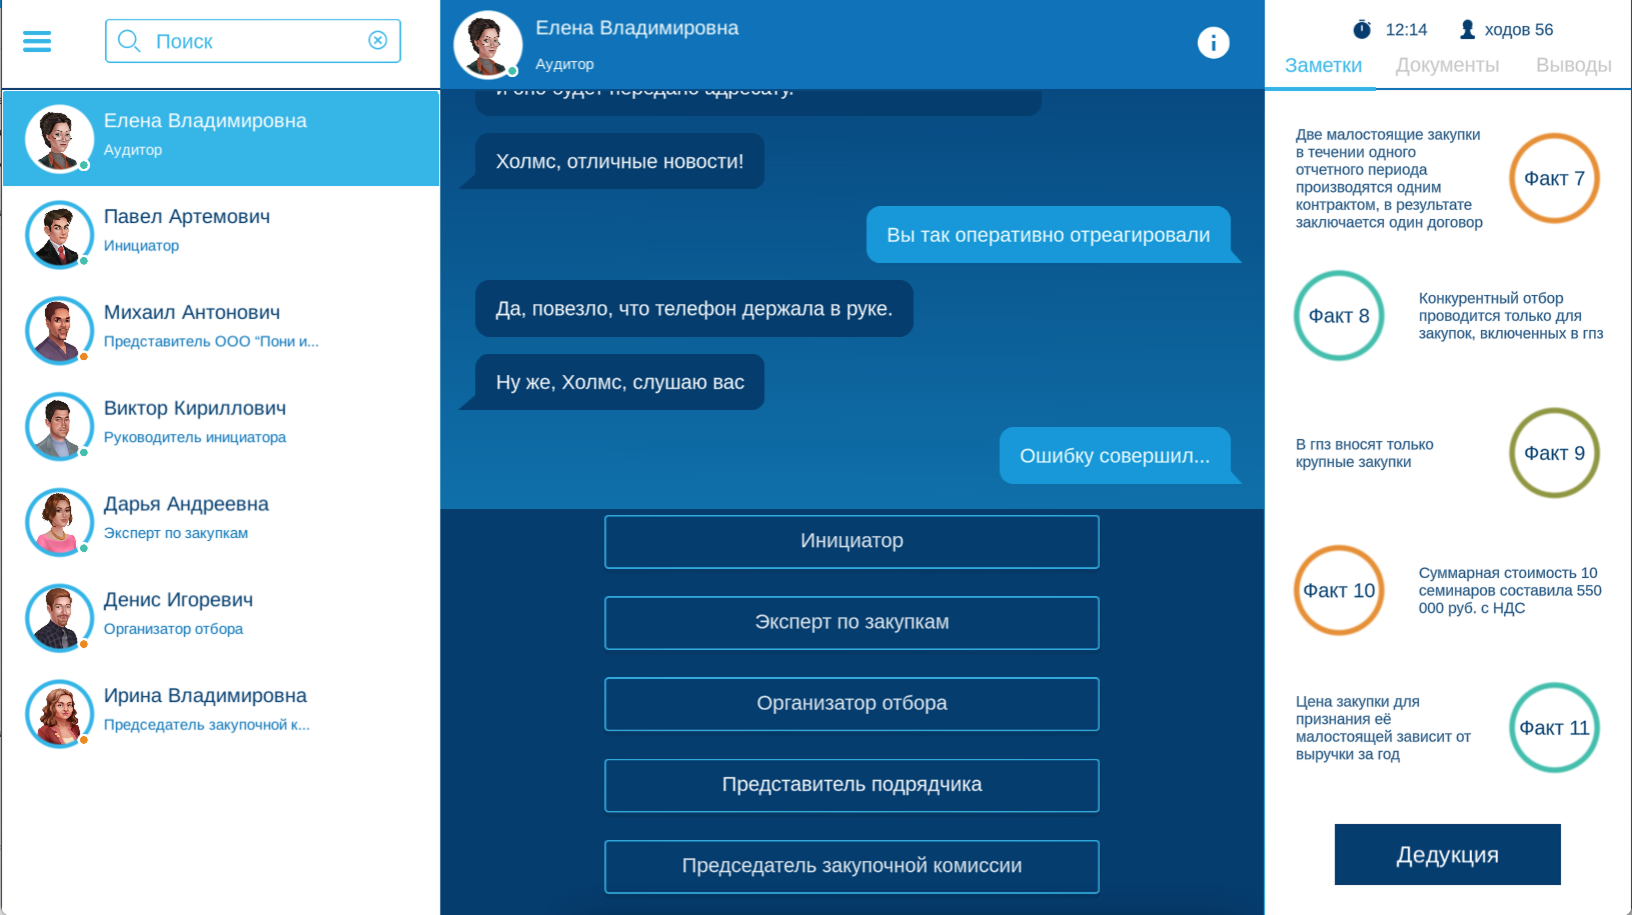 Поиск
Елена Владимировна
Аудитор
Павел Артемович
Инициатор
Михаил Антонович
Представитель ООО “Пони и...
Виктор Кириллович
Руководитель инициатора
Дарья Андреевна
Эксперт по закупкам
Денис Игоревич
Организатор отбора
Ирина Владимировна
Председатель закупочной к...
Елена Владимировна
Аудитор
и оно будет передано адресату.
Холмс, отличные новости!
Вы так оперативно отреагировали
Да, повезло, что телефон держала в руке.
Ну же, Холмс, слушаю вас
Ошибку совершил...
Инициатор
Эксперт по закупкам
Организатор отбора
Представитель подрядчика
Председатель закупочной комиссии
12:14
ходов 56
Заметки
Документы
Выводы
Две малостоящие закупки
в течении одного
отчетного периода
производятся одним
контрактом, в результате
заключается один договор
Факт 7
Факт 8
Конкурентный отбор
проводится только для
закупок, включенных в гпз
В гпз вносят только
крупные закупки
Факт 9
Факт 10
Суммарная стоимость 10
семинаров составила 550
000 руб. с НДС
Цена закупки для
признания её
малостоящей зависит от
выручки за год
Факт 11
Дедукция